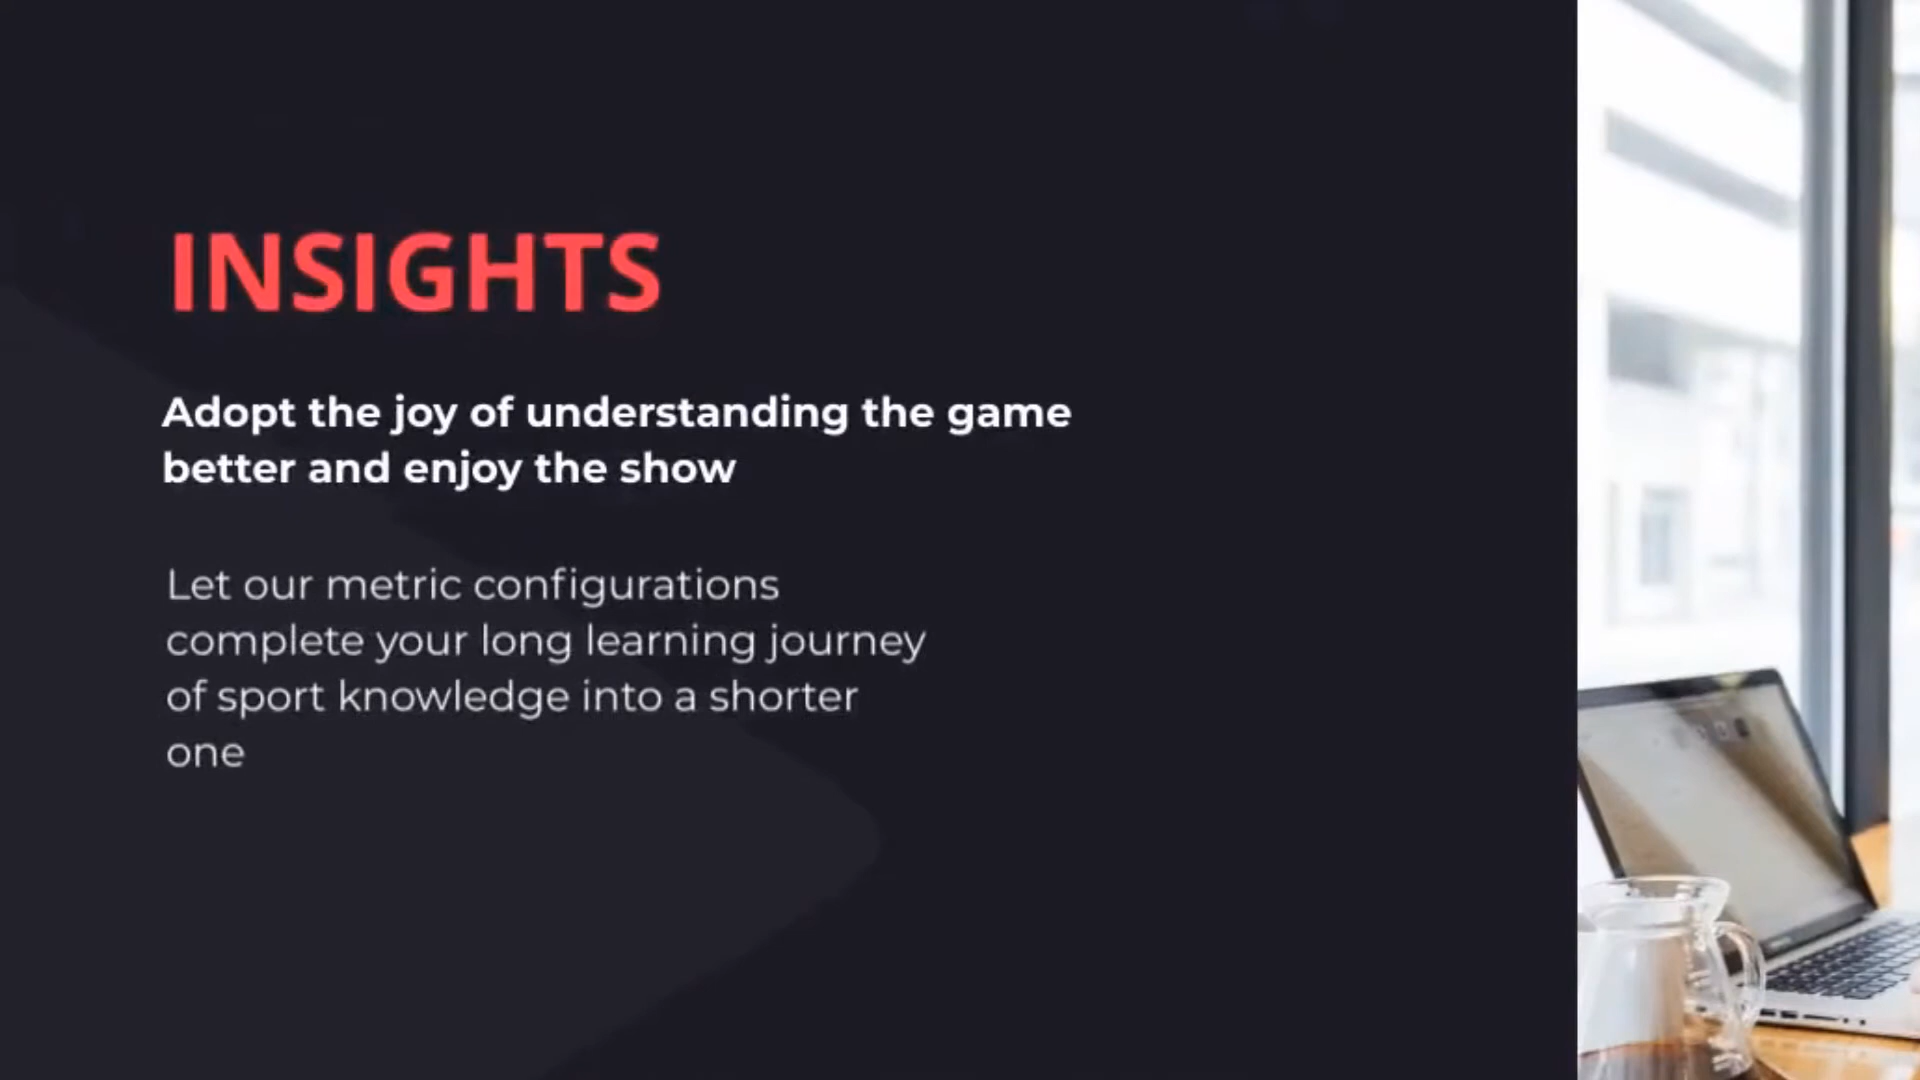 INSIGHTS
Adopt the joy of understanding the game
better and enjoy the show
Let our metric configurations
complete your long learning journey
of sport knowledge into a shorter
one